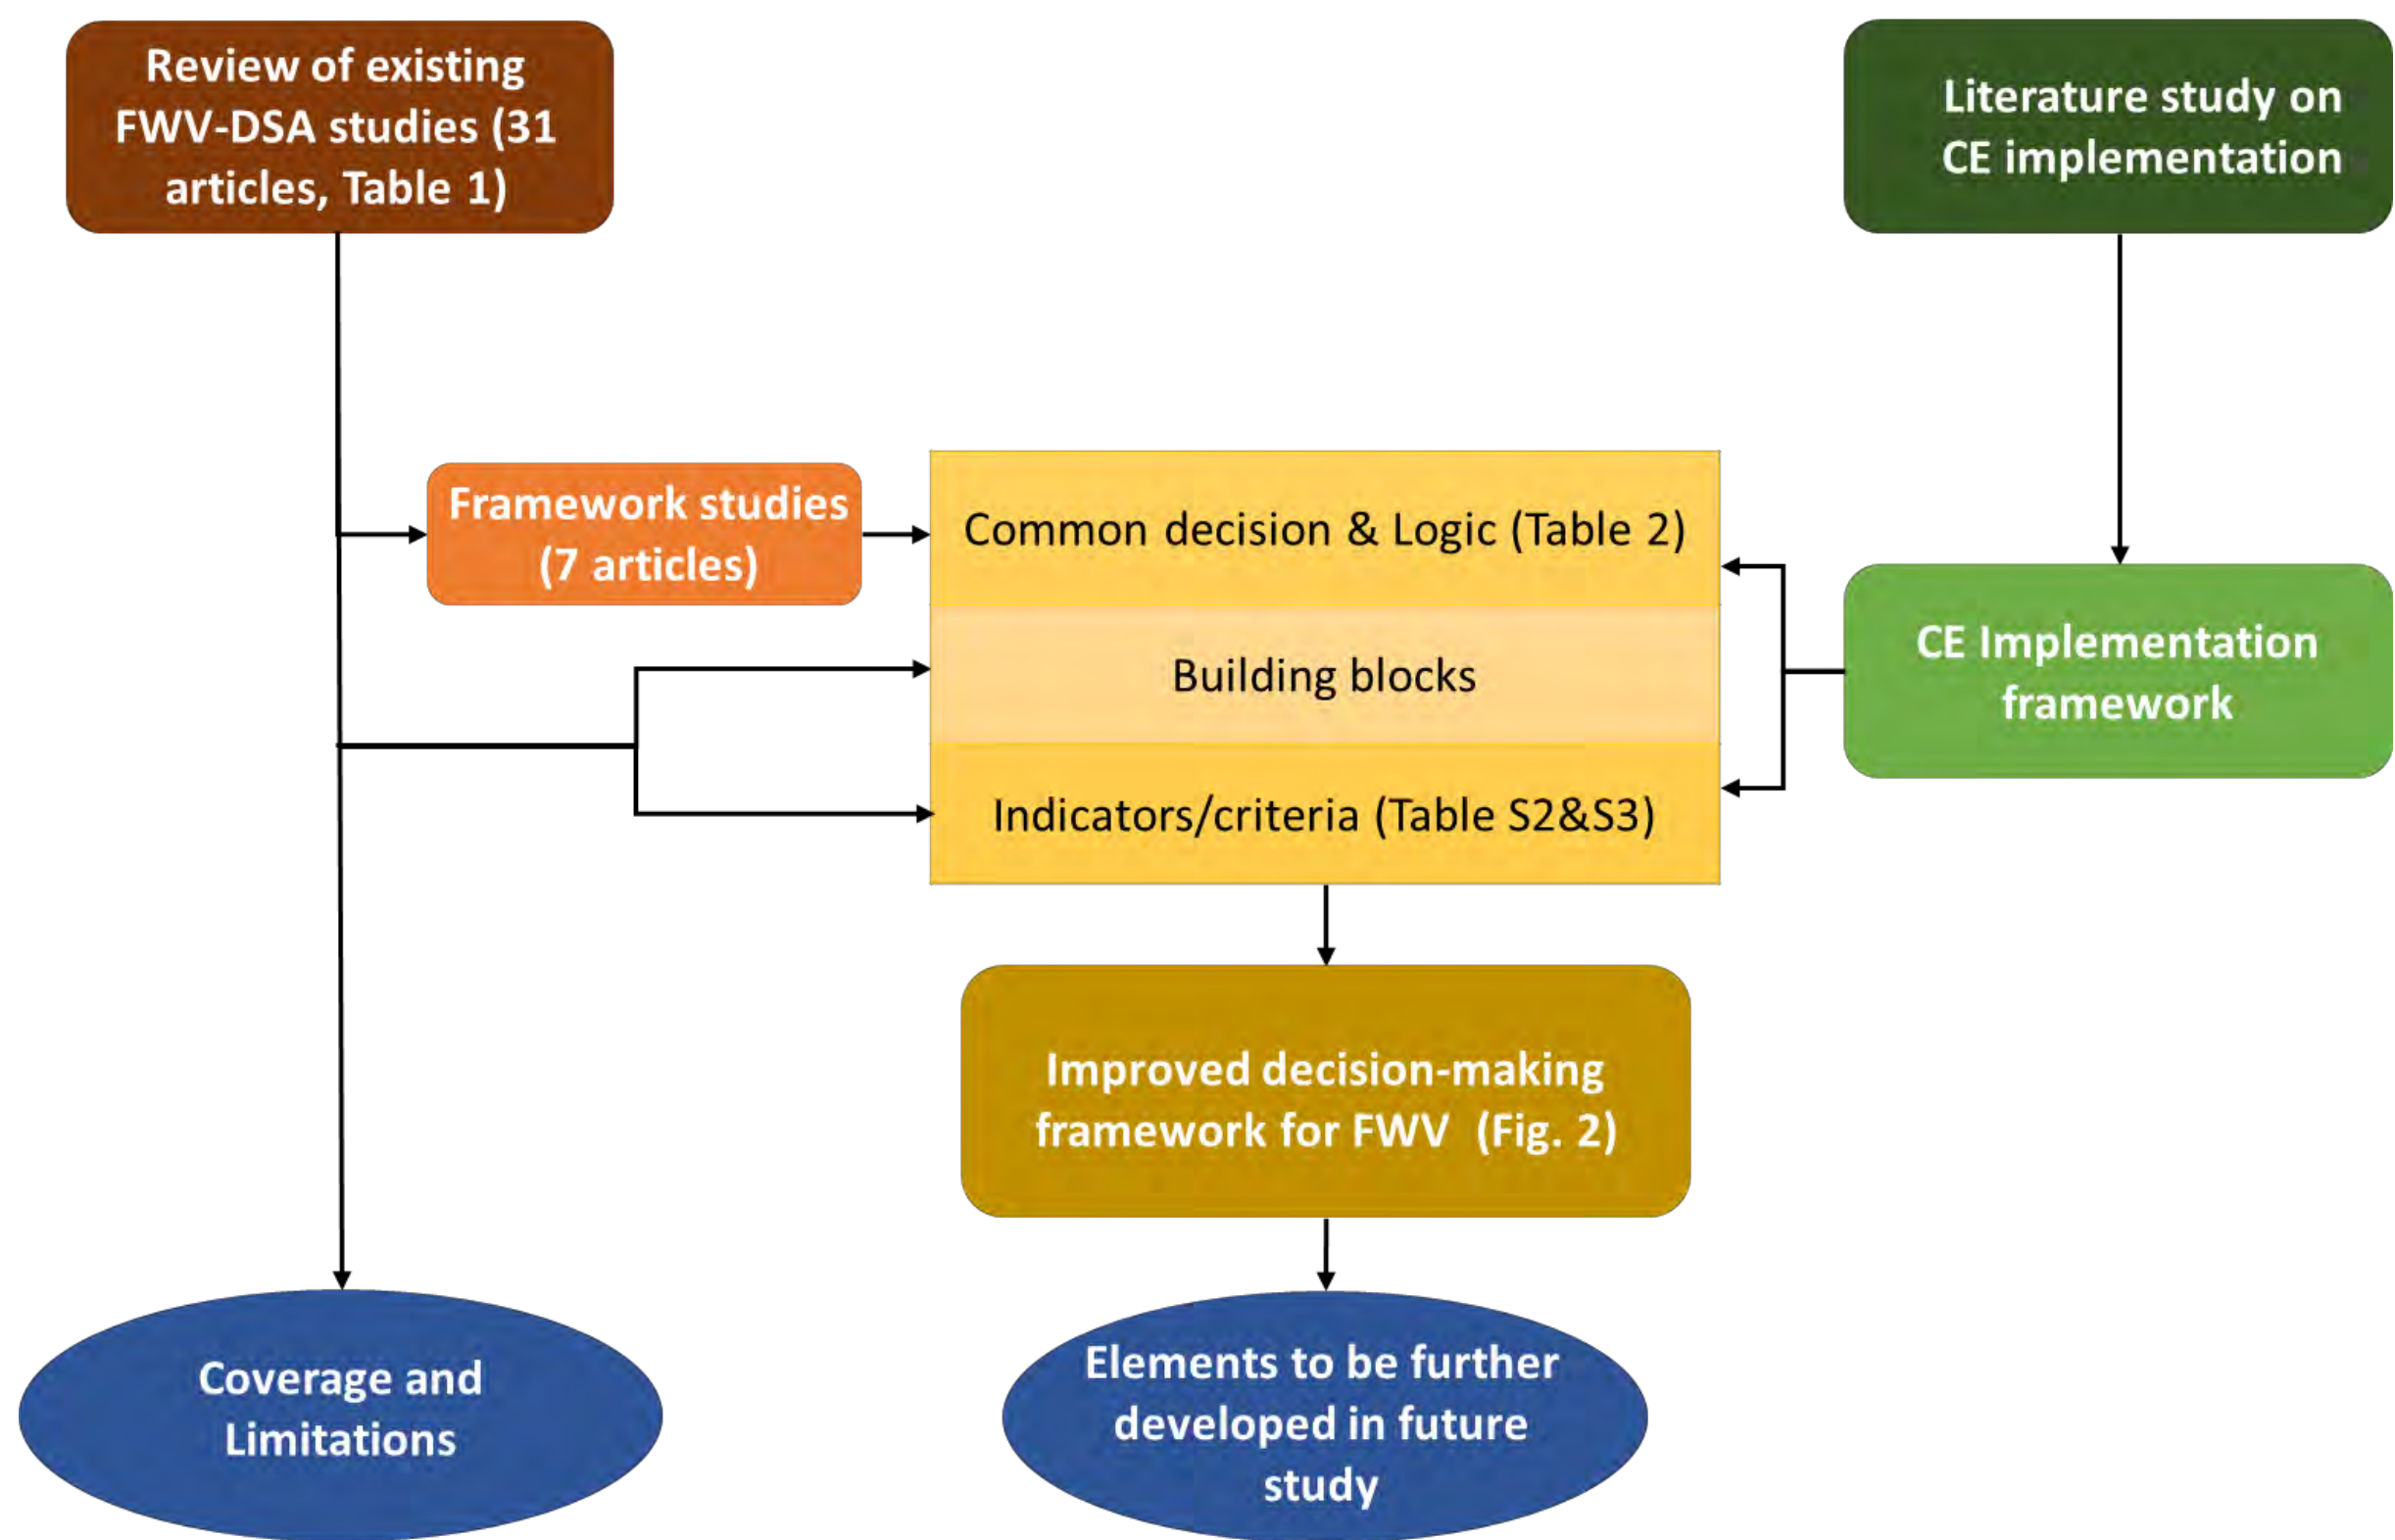 Review of existing
FWV-DSA studies (31
articles, Table 1)
Literature study on
CE implementation
Framework studies
(7 articles)
Common decision & Logic (Table 2)
Building blocks
Indicators/criteria (Table S2&S3)
CE Implementation
framework
Improved decision-making
framework for FWV (Fig. 2)
Coverage and
Limitations
Elements to be further
developed in future
study